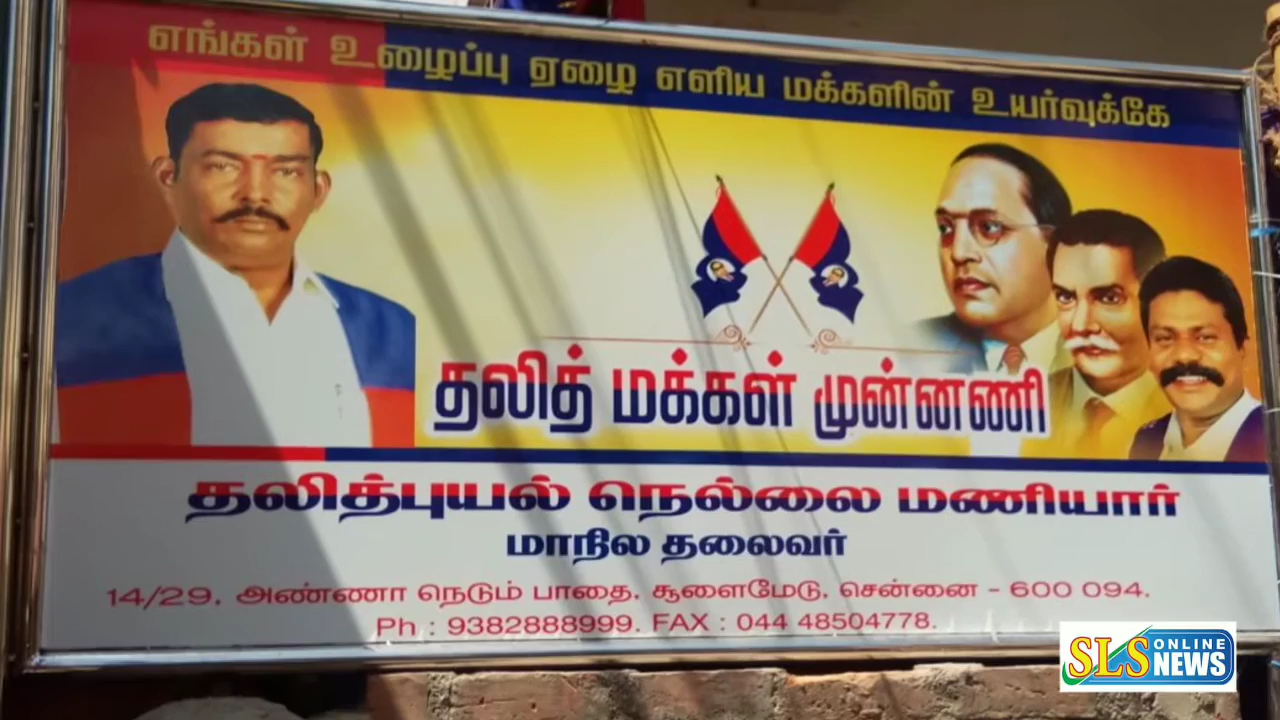 எங்கள் உழைப்பு ஏழை எளிய மக்களின் உயர்வுக்கே
தலித் மக்கள் முன்னணி
தலித்புயல் நெல்லை மணியார்
மாநில தலைவர்
14/29, அண்ணா நெடும் பாதை, சூளைமேடு, சென்னை - 600 094.
Ph : 9382888999. FAX : 044 48504778.
SLS ONLINE NEWS